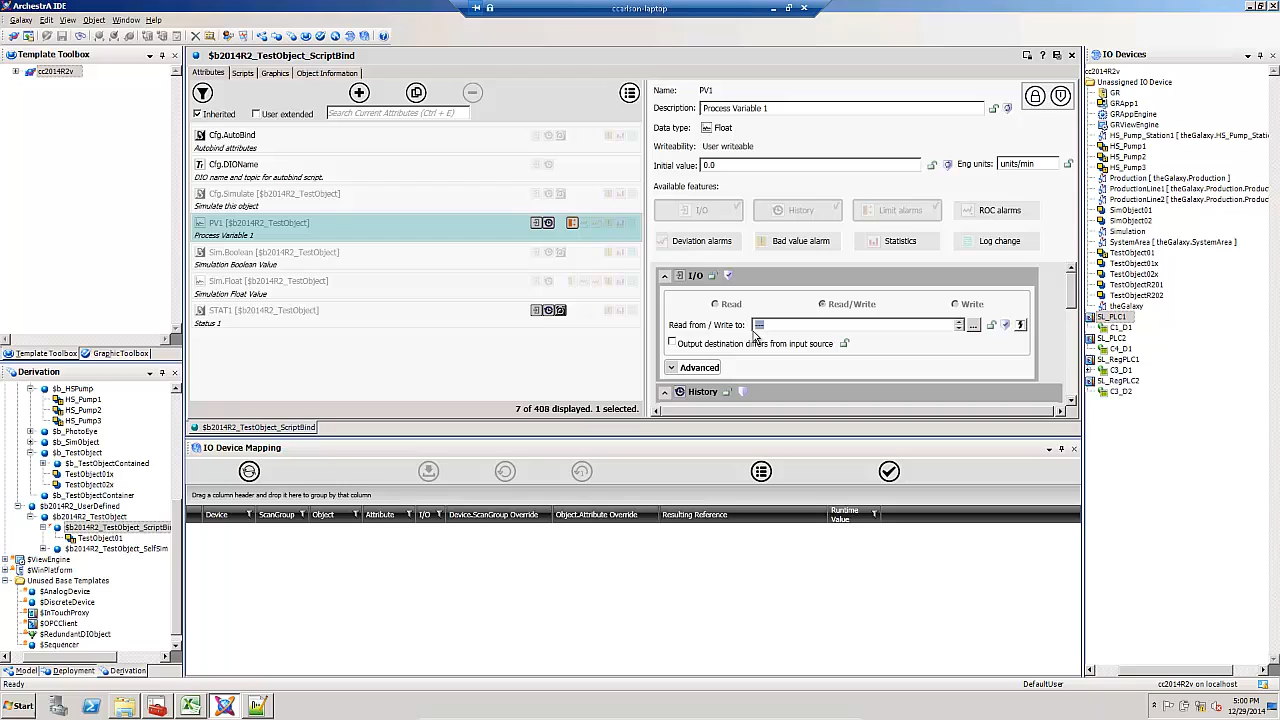 ArchestrA IDE
ccarlson-laptop
Galaxy Edit View Object Window Help
Template Toolbox
cc2014R2v
Template Toolbox GraphicToolbox
Derivation
$b_HSPump
HS_Pump1
HS_Pump2
HS_Pump3
$b_PhotoEye
$b_SimObject
$b_TestObject
$b_TestObjectContained
TestObject01x
TestObject02x
$b_TestObjectContainer
$b2014R2_UserDefined
$b2014R2_TestObject
$b2014R2_TestObject_ScriptBi
TestObject01
$b2014R2_TestObject_SelfSim
$ViewEngine
$WinPlatform
Unused Base Templates
$AnalogDevice
$DiscreteDevice
$InTouchProxy
$OPCClient
$RedundantDIObject
$Sequencer
Model Deployment Derivation
$b2014R2_TestObject_ScriptBind
Attributes Scripts Graphics Object Information
Inherited User extended Search Current Attributes (Ctrl + E)
Cfg.AutoBind
Autobind attributes
Cfg.DIOName
DIO name and topic for autobind script.
Cfg.Simulate [$b2014R2_TestObject]
Simulate this object
PV1 [$b2014R2_TestObject]
Process Variable 1
Sim.Boolean [$b2014R2_TestObject]
Simulation Boolean Value
Sim.Float [$b2014R2_TestObject]
Simulation Float Value
STAT1 [$b2014R2_TestObject]
Status 1
7 of 408 displayed. 1 selected.
$b2014R2_TestObject_ScriptBind
Name: PV1
Description: Process Variable 1
Data type: Float
Writeability: User writeable
Initial value: 0.0 Eng units: units/min
Available features:
I/O History Limit alarms ROC alarms
Deviation alarms Bad value alarm Statistics Log change
I/O
Read Read/Write Write
Read from / Write to: ---
Output destination differs from input source
Advanced
History
IO Device Mapping
Drag a column header and drop it here to group by that column
Device ScanGroup Object Attribute I/O Device.ScanGroup Override Object.Attribute Override Resulting Reference Runtime Value
IO Devices
cc2014R2v
Unassigned IO Device
GR
GRApp1
GRAppEngine
GRViewEngine
HS_Pump_Station1 [ theGalaxy.HS_Pump_Stat
HS_Pump1
HS_Pump2
HS_Pump3
Production [ theGalaxy.Production ]
ProductionLine1 [ theGalaxy.Production.Produc
ProductionLine2 [ theGalaxy.Production.Produc
SimObject01
SimObject02
Simulation
SystemArea [ theGalaxy.SystemArea ]
TestObject01
TestObject01x
TestObject02x
TestObjectR201
TestObjectR202
theGalaxy
SL_PLC1
C1_D1
SL_PLC2
C4_D1
SL_RegPLC1
C3_D1
SL_RegPLC2
C3_D2
Ready DefaultUser cc2014R2v on localhost
Start 5:00 PM
12/29/2014